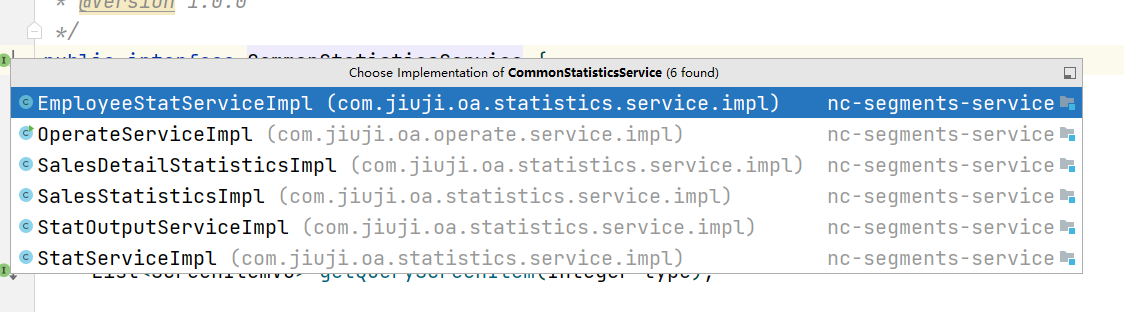 * @version 1.0.0
*/
public interface CommonStatisticsService {
Choose Implementation of CommonStatisticsService (6 found)
EmployeeStatServiceImpl (com.jiuji.oa.statistics.service.impl) nc-segments-service
OperateServiceImpl (com.jiuji.oa.operate.service.impl) nc-segments-service
SalesDetailStatisticsImpl (com.jiuji.oa.statistics.service.impl) nc-segments-service
SalesStatisticsImpl (com.jiuji.oa.statistics.service.impl) nc-segments-service
StatOutputServiceImpl (com.jiuji.oa.statistics.service.impl) nc-segments-service
StatServiceImpl (com.jiuji.oa.statistics.service.impl) nc-segments-service
List<ScreenItemVO> getQueryScreenItem(Integer type);